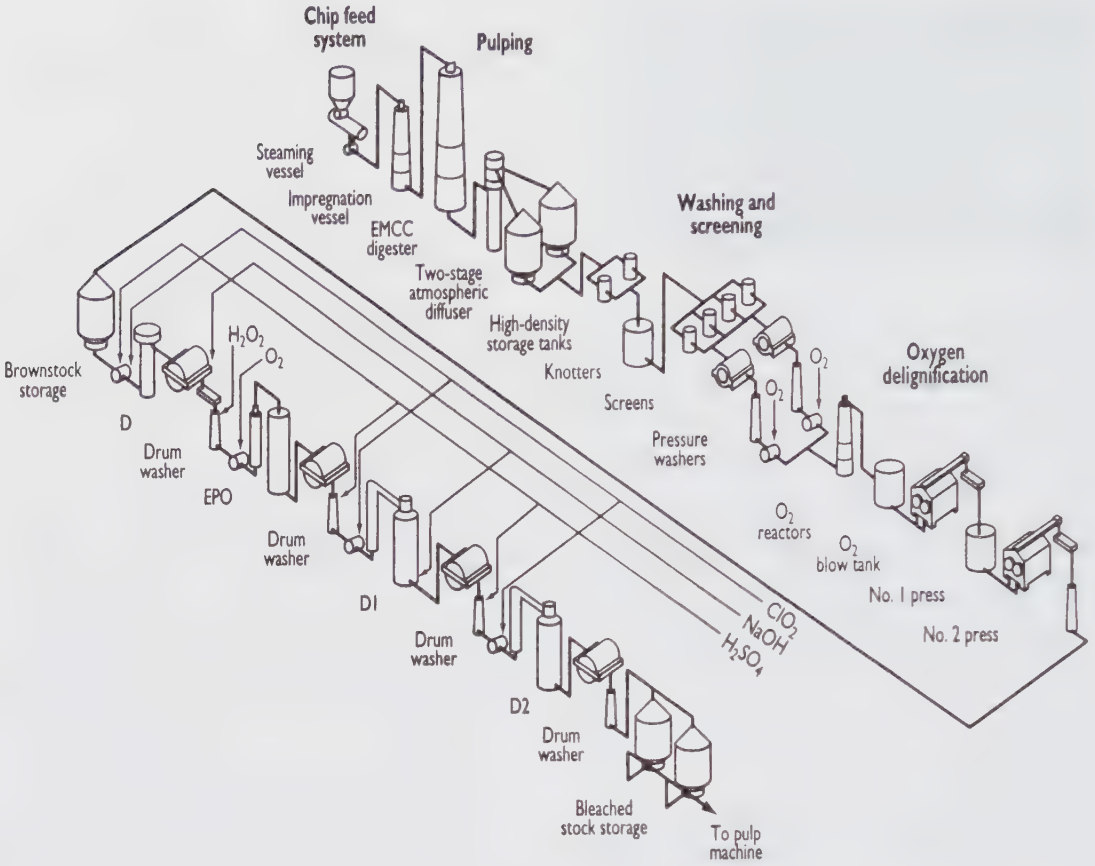 Chip feed
system
Pulping
Steaming
vessel
Impregnation
vessel
EMCC
digester
Two-stage
atmospheric
diffuser
High-density
storage tanks
Knotters
Screens
Washing and
screening
Pressure
washers
O₂
O₂
Oxygen
delignification
O₂
reactors
O₂
blow tank
No. 1 press
No. 2 press
Brownstock
storage
D
H₂O₂
O₂
Drum
washer
EPO
Drum
washer
D1
Drum
washer
D2
Drum
washer
ClO₂
NaOH
H₂SO₄
Bleached
stock storage
To pulp
machine